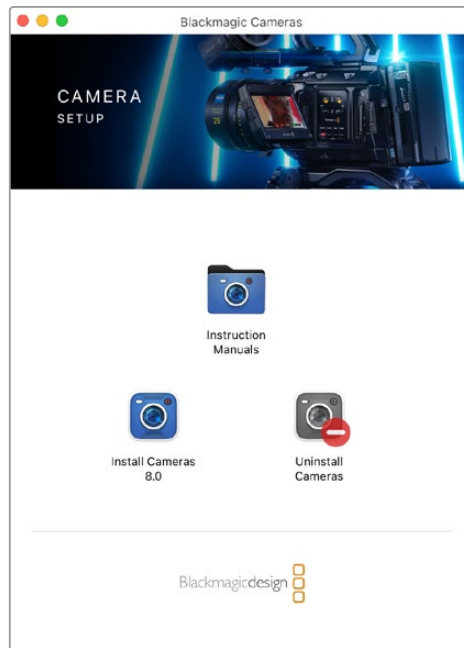 Blackmagic Cameras
CAMERA
SETUP
Instruction
Manuals
Install Cameras
8.0
Uninstall
Cameras
Blackmagicdesign